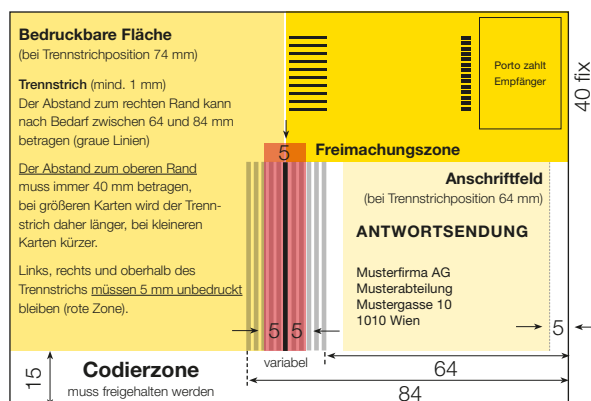 Bedruckbare Fläche
(bei Trennstrichposition 74 mm)
Trennstrich (mind. 1 mm)
Der Abstand zum rechten Rand kann
nach Bedarf zwischen 64 und 84 mm
betragen (graue Linien)
Der Abstand zum oberen Rand
muss immer 40 mm betragen,
bei größeren Karten wird der Trenn-
strich daher länger, bei kleineren
Karten kürzer.
Links, rechts und oberhalb des
Trennstrichs müssen 5 mm unbedruckt
bleiben (rote Zone).
Porto zahlt
Empfänger
40 fix
5
Freimachungszone
Anschriftfeld
(bei Trennstrichposition 64 mm)
ANTWORTSENDUNG
Musterfirma AG
Musterabteilung
Mustergasse 10
1010 Wien
5 5
5
variabel
15
Codierzone
muss freigehalten werden
64
84